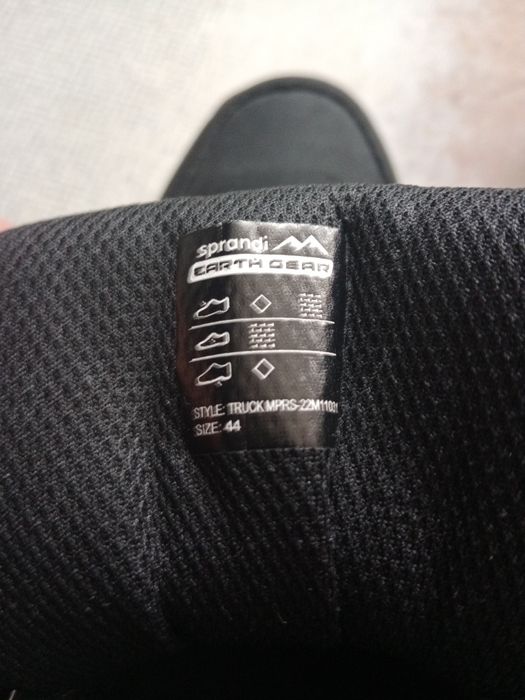 sprandi
EARTH GEAR
STYLE: TRUCK MPRS-22M11031
SIZE: 44